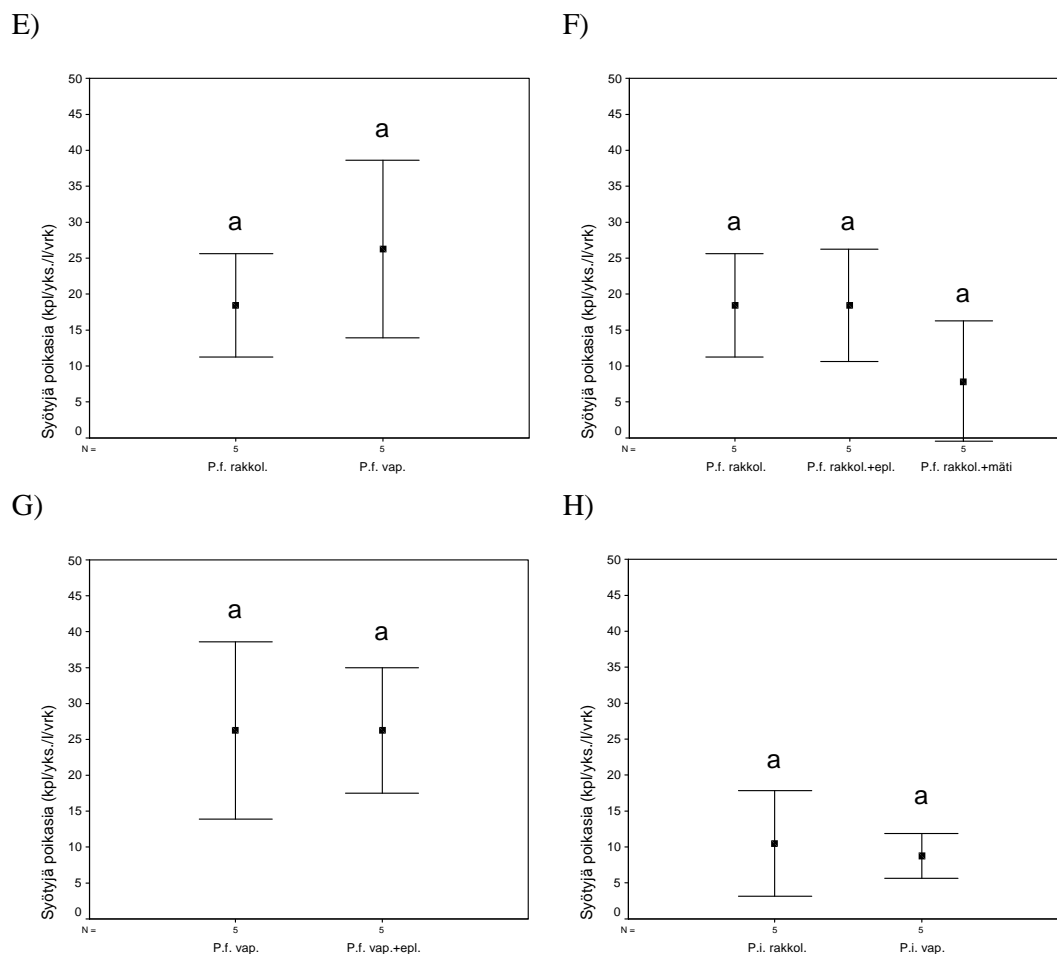 E)
50
45
40
35
30
25
20
15
10
5
0
Syötyjä poikasia (kpl/yks./l/vrk)
a
a
N =
5
5
P.f. rakkol.
P.f. vap.
F)
50
45
40
35
30
25
20
15
10
5
0
Syötyjä poikasia (kpl/yks./l/vrk)
a
a
a
N =
5
5
5
P.f. rakkol.
P.f. rakkol.+epl.
P.f. rakkol.+mäti
G)
50
45
40
35
30
25
20
15
10
5
0
Syötyjä poikasia (kpl/yks./l/vrk)
a
a
N =
5
5
P.f. vap.
P.f. vap.+epl.
H)
50
45
40
35
30
25
20
15
10
5
0
Syötyjä poikasia (kpl/yks./l/vrk)
a
a
N =
5
5
P.i. rakkol.
P.i. vap.